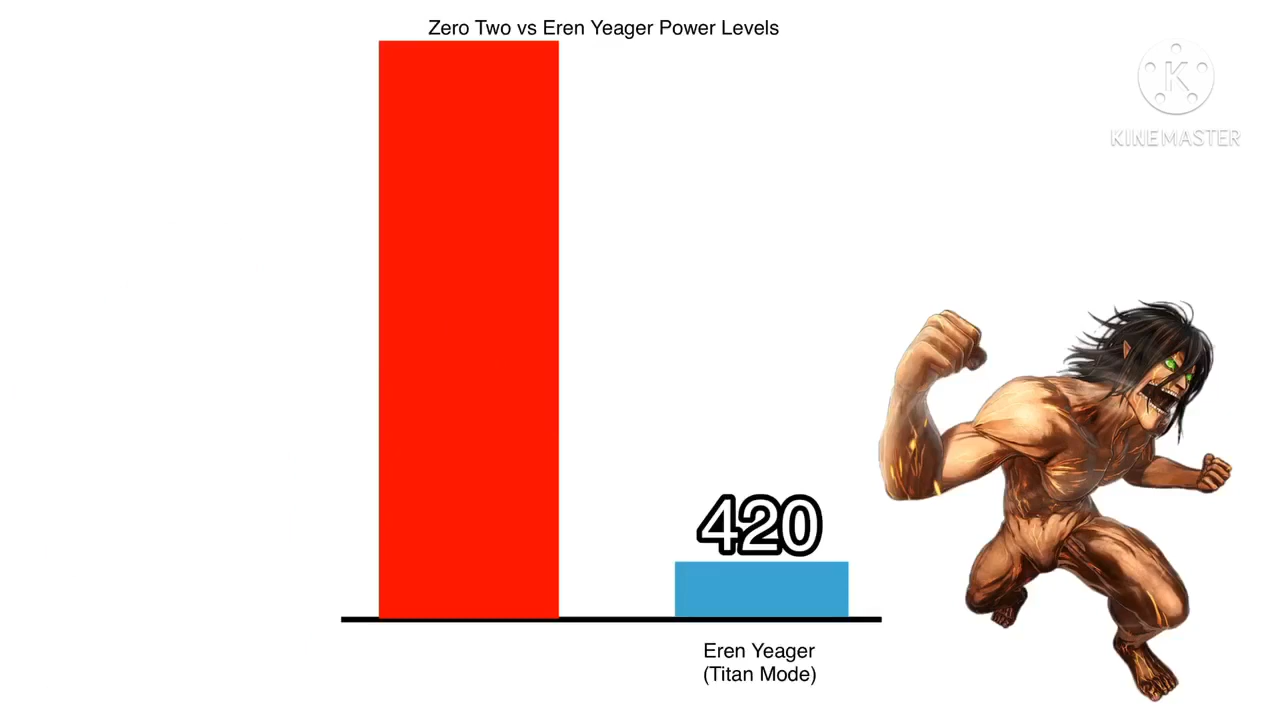 Zero Two vs Eren Yeager Power Levels
K
KINEMASTER
420
Eren Yeager
(Titan Mode)